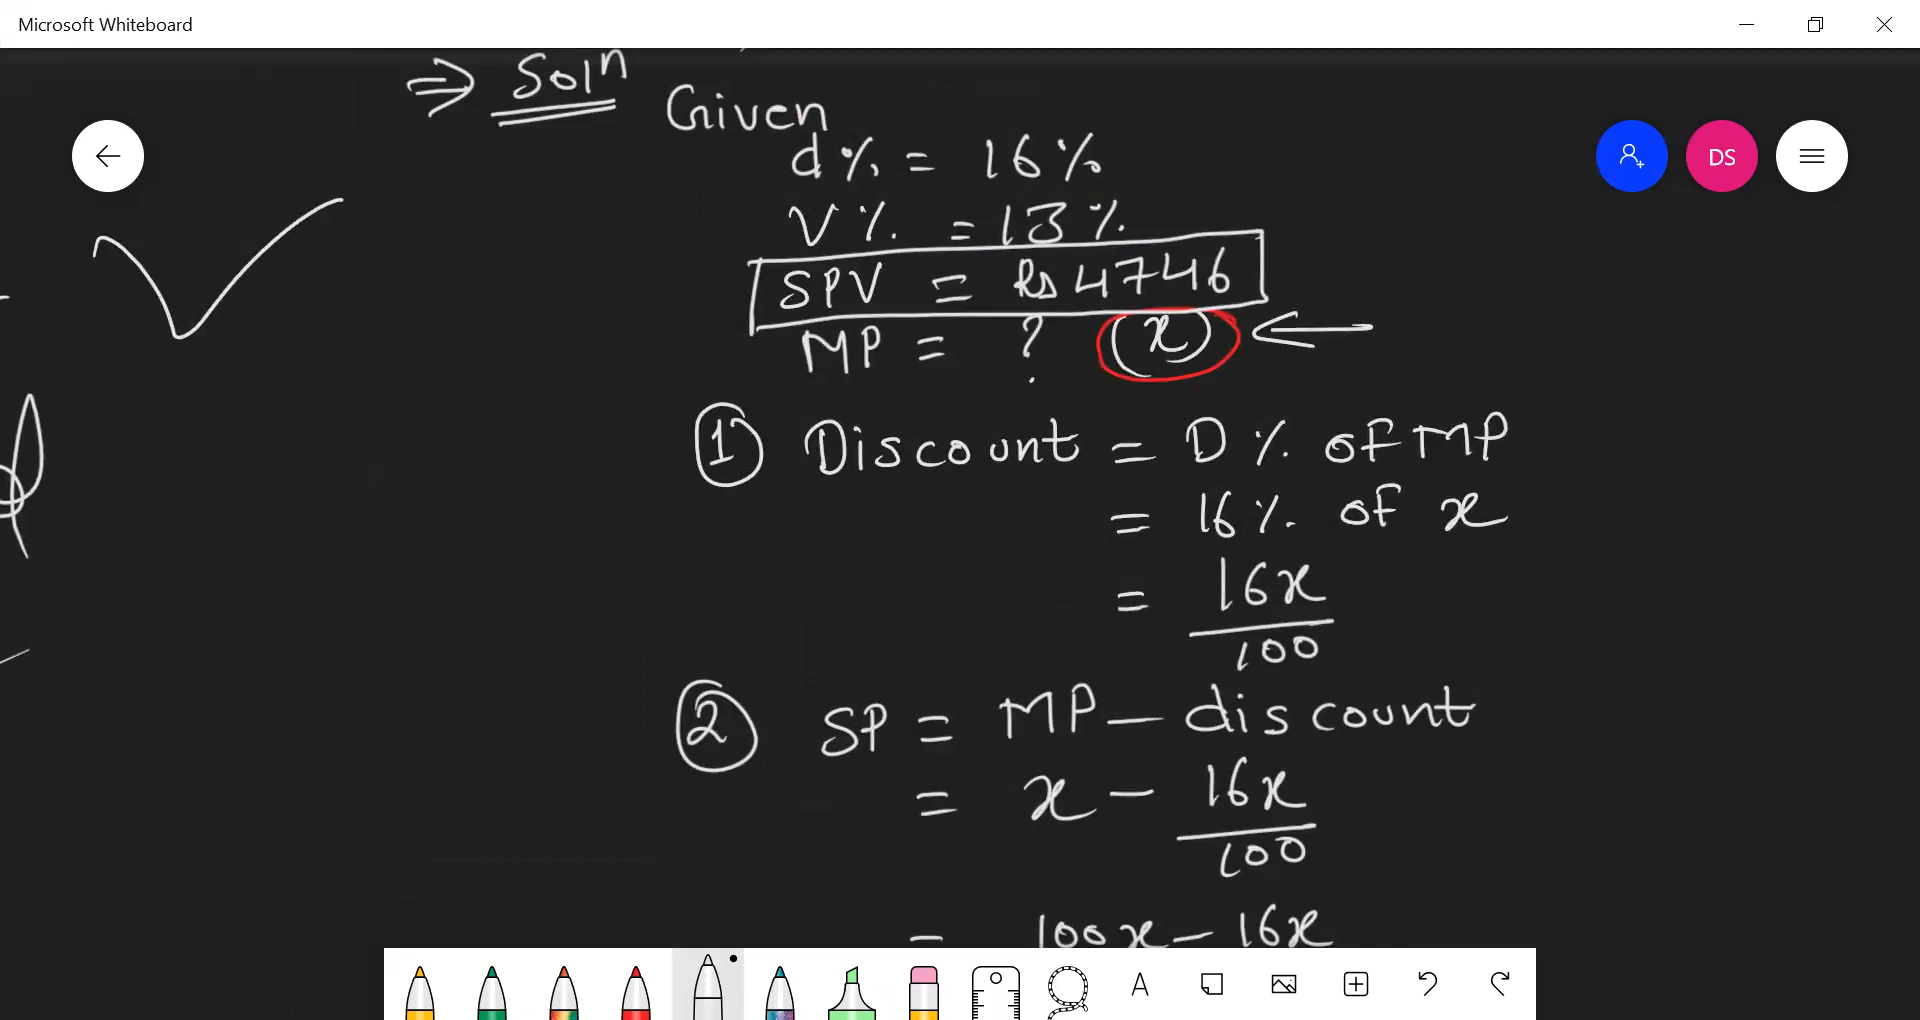 Microsoft Whiteboard
⇒ Solⁿ Given
d% = 16%
V% = 13%
SPV = Rs 4746
MP = ? (x) ←
DS
① Discount = D% of MP
= 16% of x
= 16x/100
② SP = MP – discount
= x – 16x/100
= 100x – 16x
A